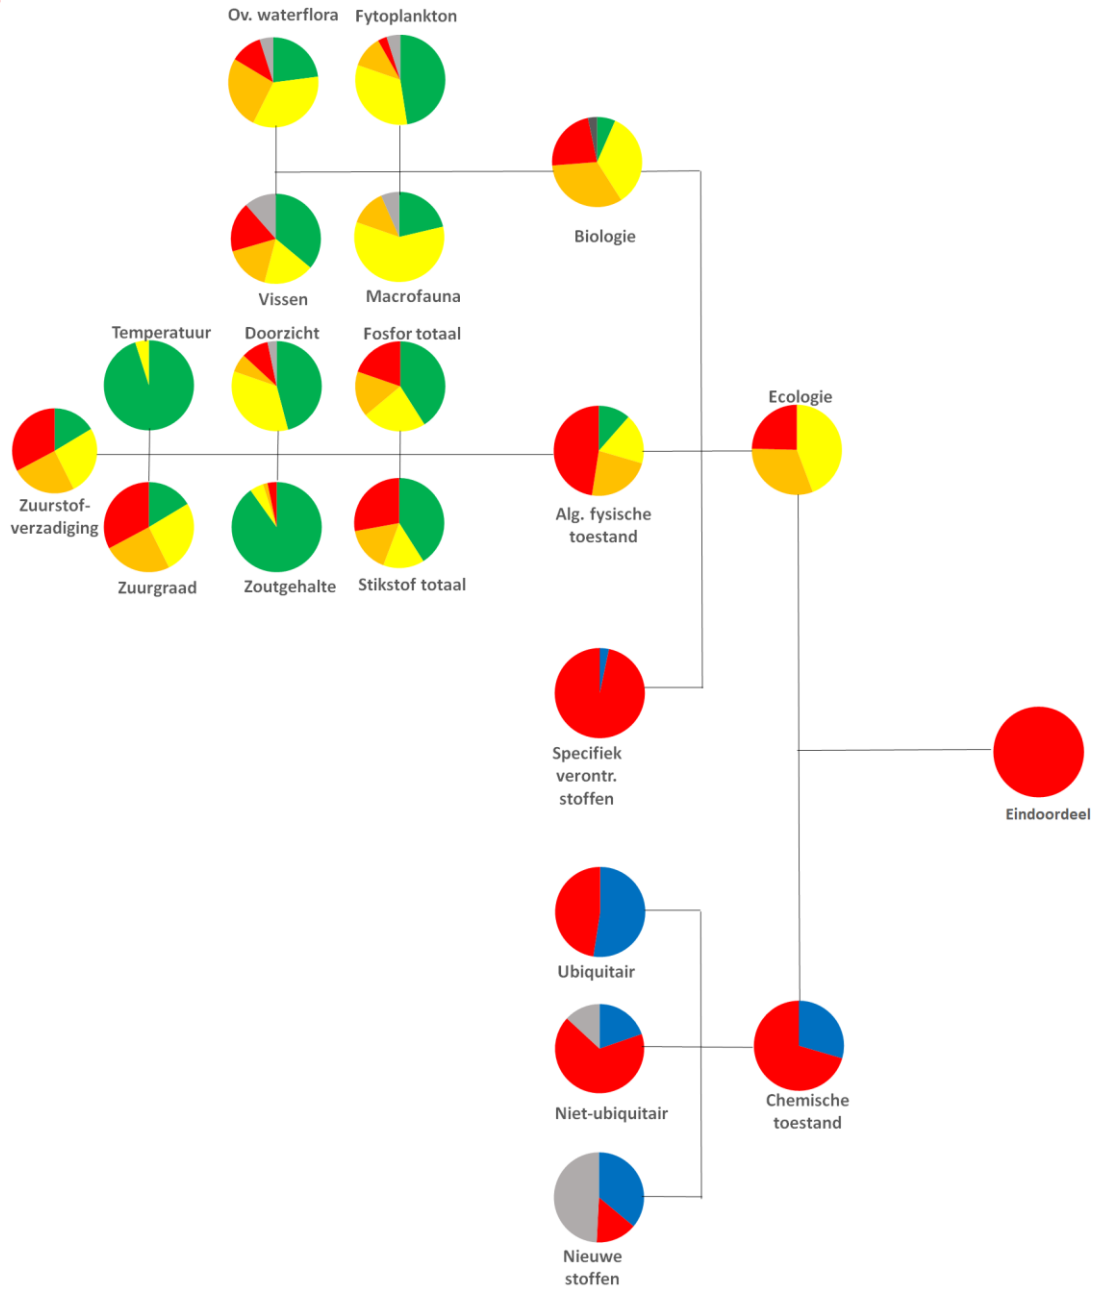 Ov. waterflora
Fytoplankton
Biologie
Vissen
Macrofauna
Temperatuur
Doorzicht
Fosfor totaal
Ecologie
Zuurstof-
verzadiging
Alg. fysische
toestand
Zuurgraad
Zoutgehalte
Stikstof totaal
Specifiek
verontr.
stoffen
Eindoordeel
Ubiquitair
Niet-ubiquitair
Chemische
toestand
Nieuwe
stoffen